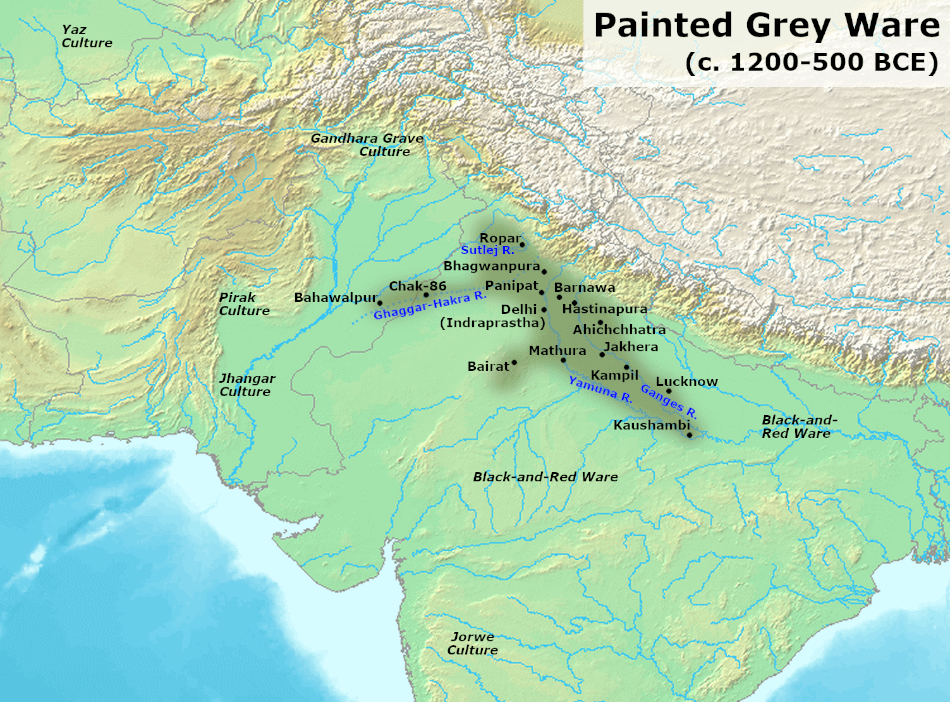 Painted Grey Ware
(c. 1200-500 BCE)
Yaz
Culture
Gandhara Grave
Culture
Ropar
Sutlej R.
Bhagwanpura
Chak-86
Panipat
Barnawa
Pirak
Culture
Bahawalpur
Ghaggar-Hakra R.
Delhi
(Indraprastha)
Hastinapura
Ahichchhatra
Mathura
Jakhera
Bairat
Kampil
Jhangar
Culture
Yamuna R.
Ganges R.
Lucknow
Kaushambi
Black-and-
Red Ware
Black-and-Red Ware
Jorwe
Culture